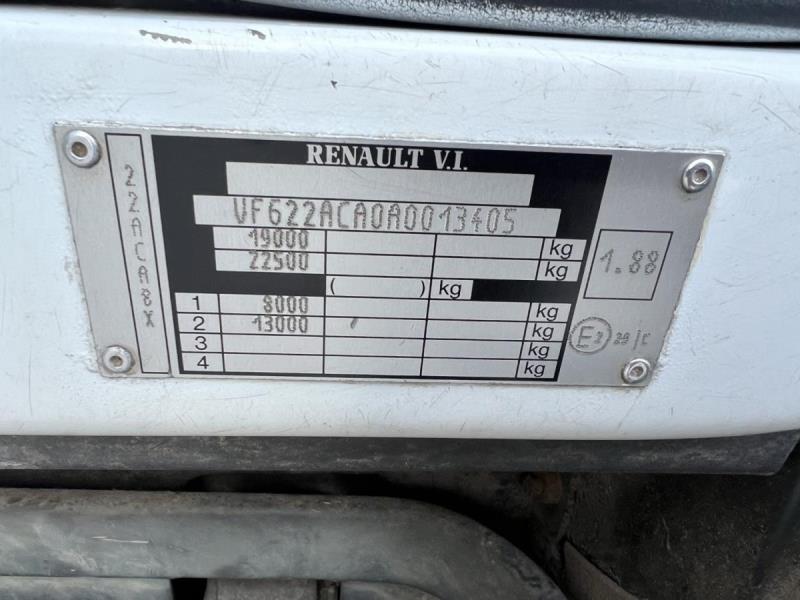 RENAULT V.I.
22ACA8X
VF622ACA0A0013405
19000 kg
22500 kg
( ) kg
1 8000 kg
2 13000 kg
3 kg
4 kg
1.88
E2